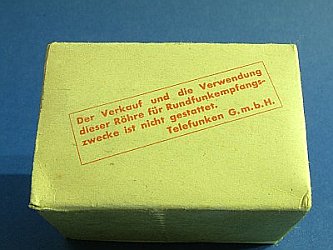 Der Verkauf und die Verwendung
dieser Röhre für Rundfunkempfangs-
zwecke ist nicht gestattet.
Telefunken G.m.b.H.